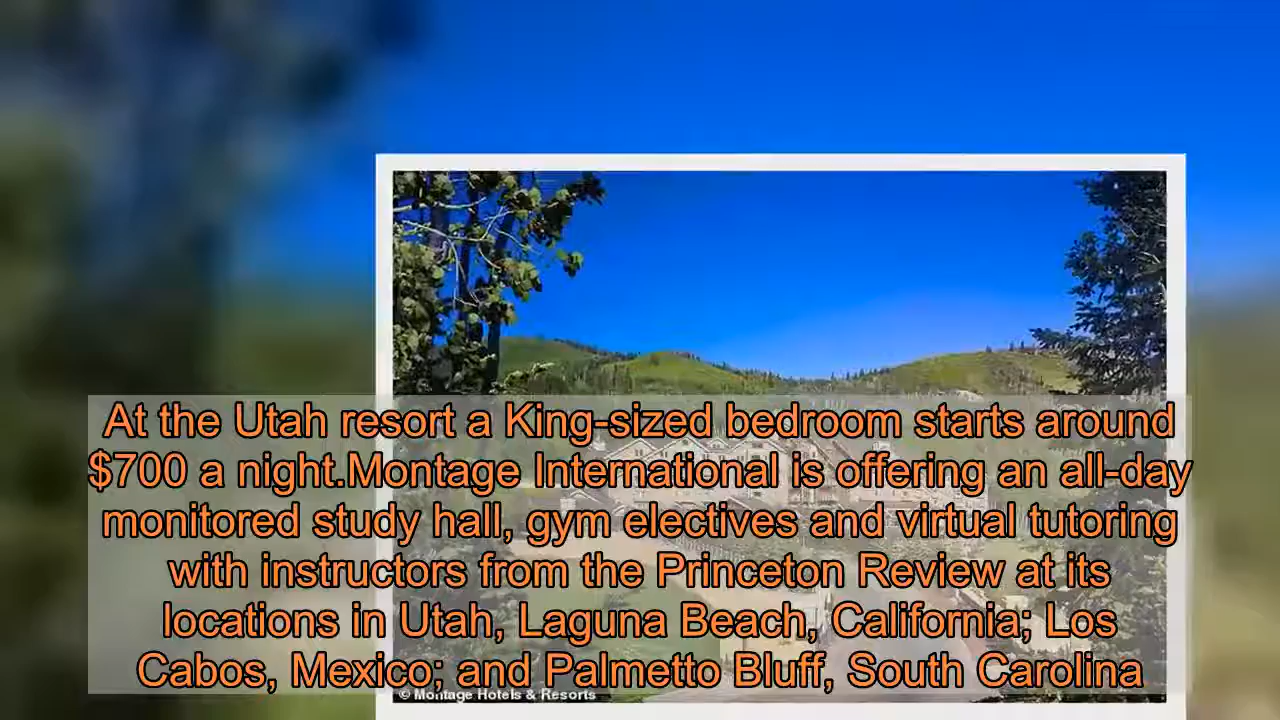 At the Utah resort a King-sized bedroom starts around
$700 a night.Montage International is offering an all-day
monitored study hall, gym electives and virtual tutoring
with instructors from the Princeton Review at its
locations in Utah, Laguna Beach, California; Los
Cabos, Mexico; and Palmetto Bluff, South Carolina
© Montage Hotels & Resorts